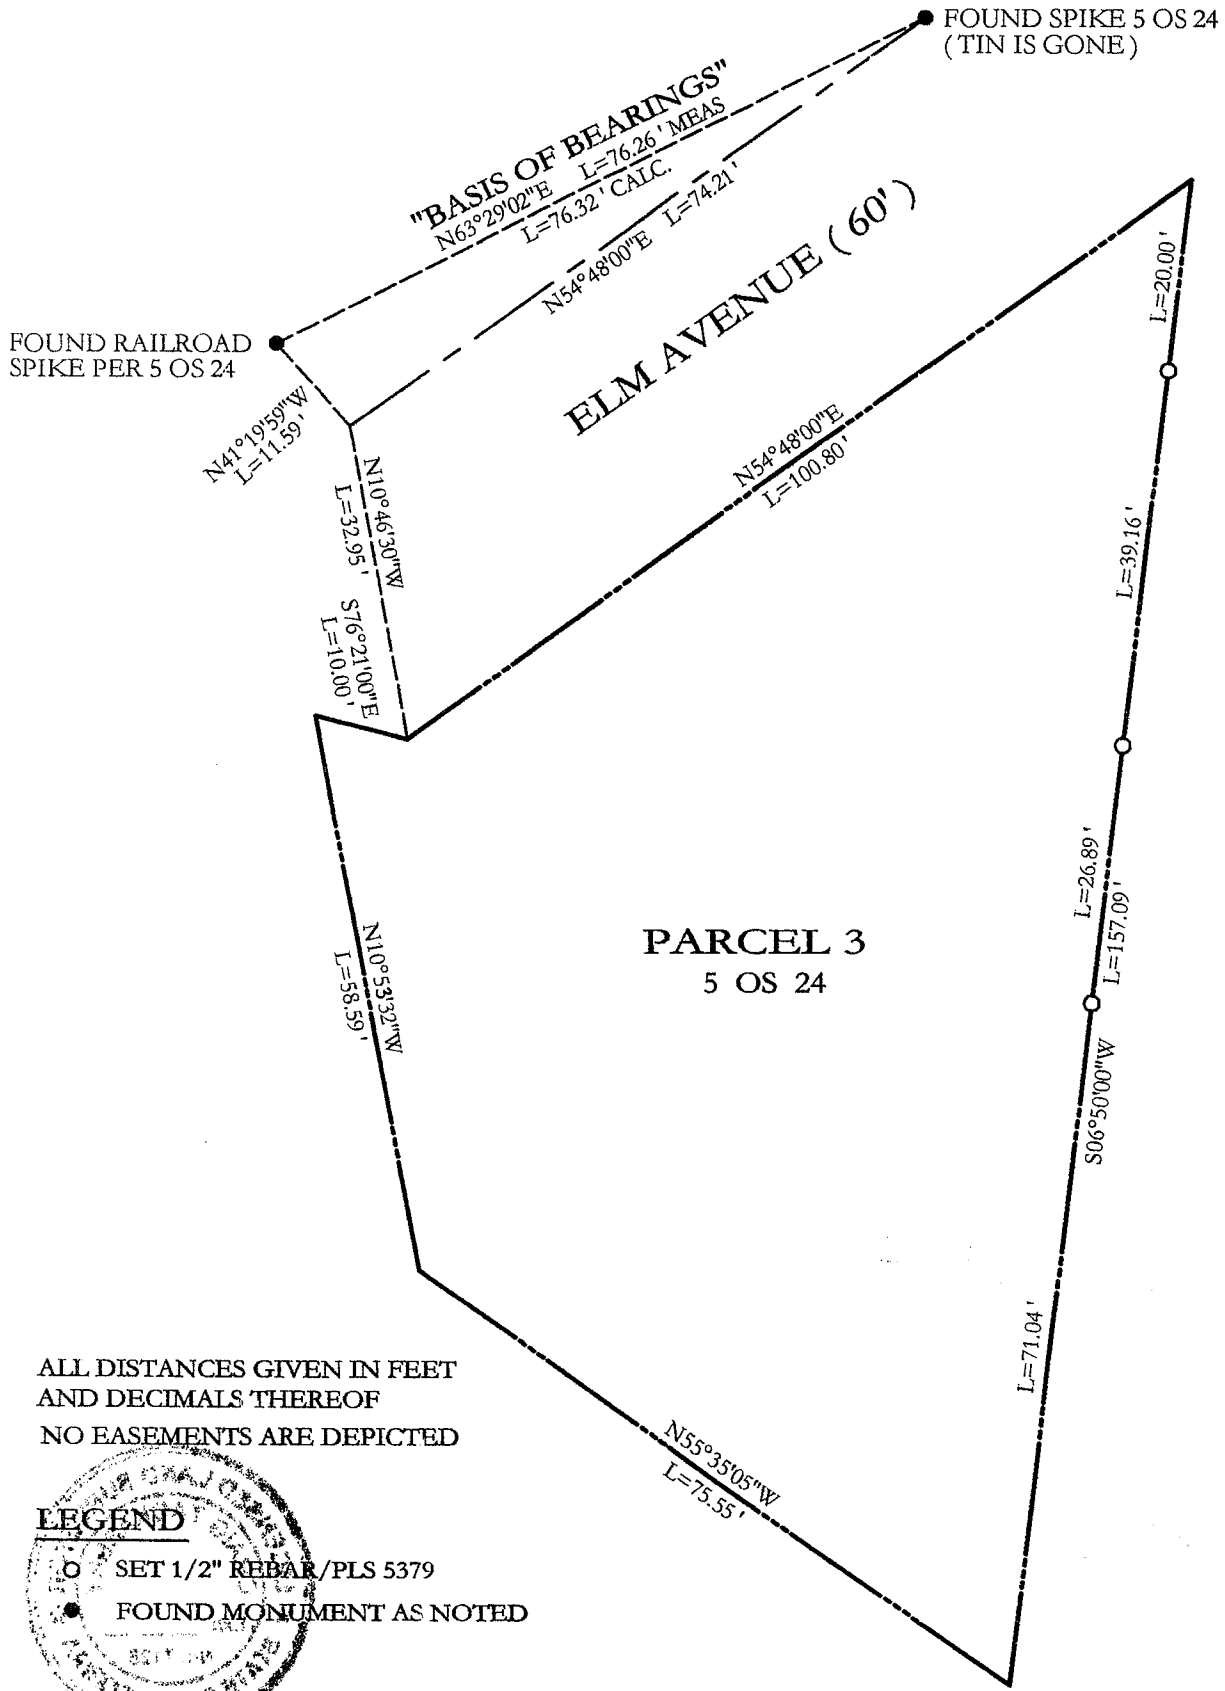 FOUND SPIKE 5 OS 24
(TIN IS GONE)
"BASIS OF BEARINGS"
N63°29'02"E L=76.26' MEAS
L=76.32' CALC.
N54°48'00"E L=74.21'
ELM AVENUE (60')
L=20.00'
FOUND RAILROAD
SPIKE PER 5 OS 24
N41°19'59"W
L=11.59'
N54°48'00"E
L=100.80'
N10°46'30"W
L=32.95'
L=39.16'
S76°21'00"E
L=10.00'
L=26.89'
L=157.09'
PARCEL 3
5 OS 24
N10°53'32"W
L=58.59'
S06°50'00"W
L=71.04'
ALL DISTANCES GIVEN IN FEET
AND DECIMALS THEREOF
NO EASEMENTS ARE DEPICTED
N55°35'05"W
L=75.55'
LEGEND
SET 1/2" REBAR/PLS 5379
FOUND MONUMENT AS NOTED